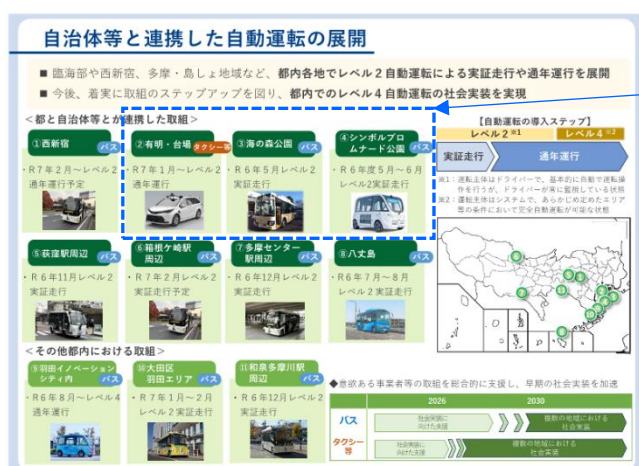 自治体等と連携した自動運転の展開
■ 臨海部や西新宿、多摩・島しょ地域など、都内各地でレベル2自動運転による実証走行や通年運行を展開
■ 今後、着実に取組のステップアップを図り、都内でのレベル4自動運転の社会実装を実現
<都と自治体等とが連携した取組>
①西新宿
バス
・R7年2月~レベル2
通年運行予定
②有明・台場
タクシー等
・R7年1月~レベル2
通年運行
③海の森公園
バス
・R6年5月レベル2
実証走行
④シンボルプロ
ムナード公園
バス
・R6年度5月~6月
レベル2実証走行
⑤荻窪駅周辺
バス
・R6年11月レベル2
実証走行
⑥箱根ケ崎駅
周辺
バス
・R7年2月レベル2
実証走行予定
⑦多摩センター
駅周辺
バス
・R6年12月レベル2
実証走行
⑧八丈島
バス
・R6年7月~8月
レベル2実証走行
<その他都内における取組>
⑨羽田イノベーション
シティ内
バス
・R6年8月~レベル4
通年運行
⑩大田区
羽田エリア
バス
・R7年1月~2月
レベル2実証走行
⑪和泉多摩川駅
周辺
バス
・R6年12月レベル2
実証走行
【自動運転の導入ステップ】
レベル2※1
レベル4※2
実証走行
通年運行
※1:運転主体はドライバーで、基本的に自動で運転操
作を行うが、ドライバーが常に監視している状態
※2:運転主体はシステムで、あらかじめ定めたエリア
等の条件において完全自動運転が可能な状態
◆意欲ある事業者等の取組を総合的に支援し、早期の社会実装を加速
2026
2030
バス
社会実装に
向けた支援
複数の地域における
社会実装
タクシー
等
社会実装に
向けた支援
複数の地域における
社会実装